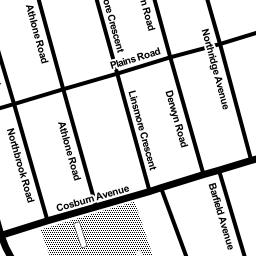 Athlone Road
ore Crescent
n Road
Northridge Avenue
Plains Road
Northbrook Road
Athlone Road
Linsmore Crescent
Derwyn Road
Cosburn Avenue
Barfield Avenue